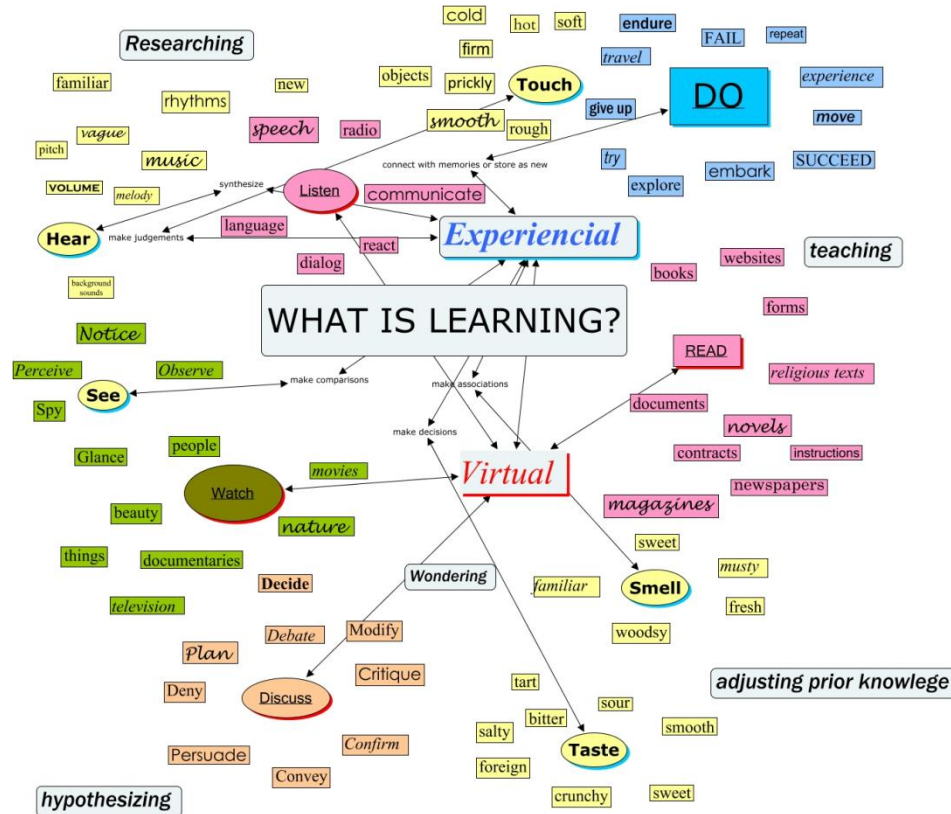 cold
hot
soft
endure
FAIL
repeat
Researching
firm
travel
familiar
new
objects
prickly
Touch
DO
experience
rhythms
give up
move
speech
radio
smooth
rough
vague
pitch
music
connect with memories or store as new
try
SUCCEED
embark
explore
VOLUME
melody
synthesize
Listen
communicate
Hear
make judgements
language
react
Experiencial
teaching
dialog
books
websites
background
sounds
forms
WHAT IS LEARNING?
Notice
READ
Perceive
Observe
See
make comparisons
make associations
religious texts
Spy
documents
novels
make decisions
people
Glance
contracts
instructions
movies
Virtual
Watch
newspapers
magazines
beauty
nature
sweet
things
documentaries
musty
Wondering
Decide
familiar
Smell
fresh
television
Debate
Modify
woodsy
Plan
Critique
tart
adjusting prior knowlege
Deny
Discuss
sour
bitter
salty
smooth
Confirm
Taste
Persuade
foreign
Convey
crunchy
sweet
hypothesizing